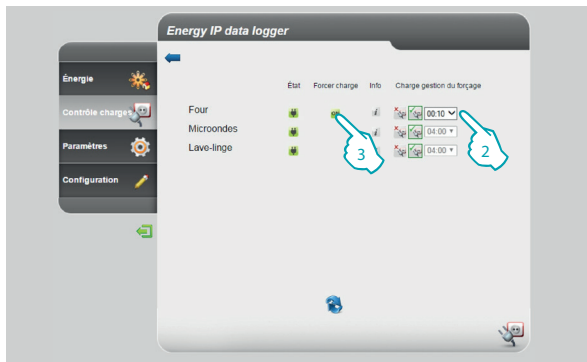 Energy IP data logger
Énergie
Contrôle charges
Paramètres
Configuration
État Forcer charge Info Charge gestion du forçage
Four 00:10
Microondes 04:00
Lave-linge 04:00
3
2